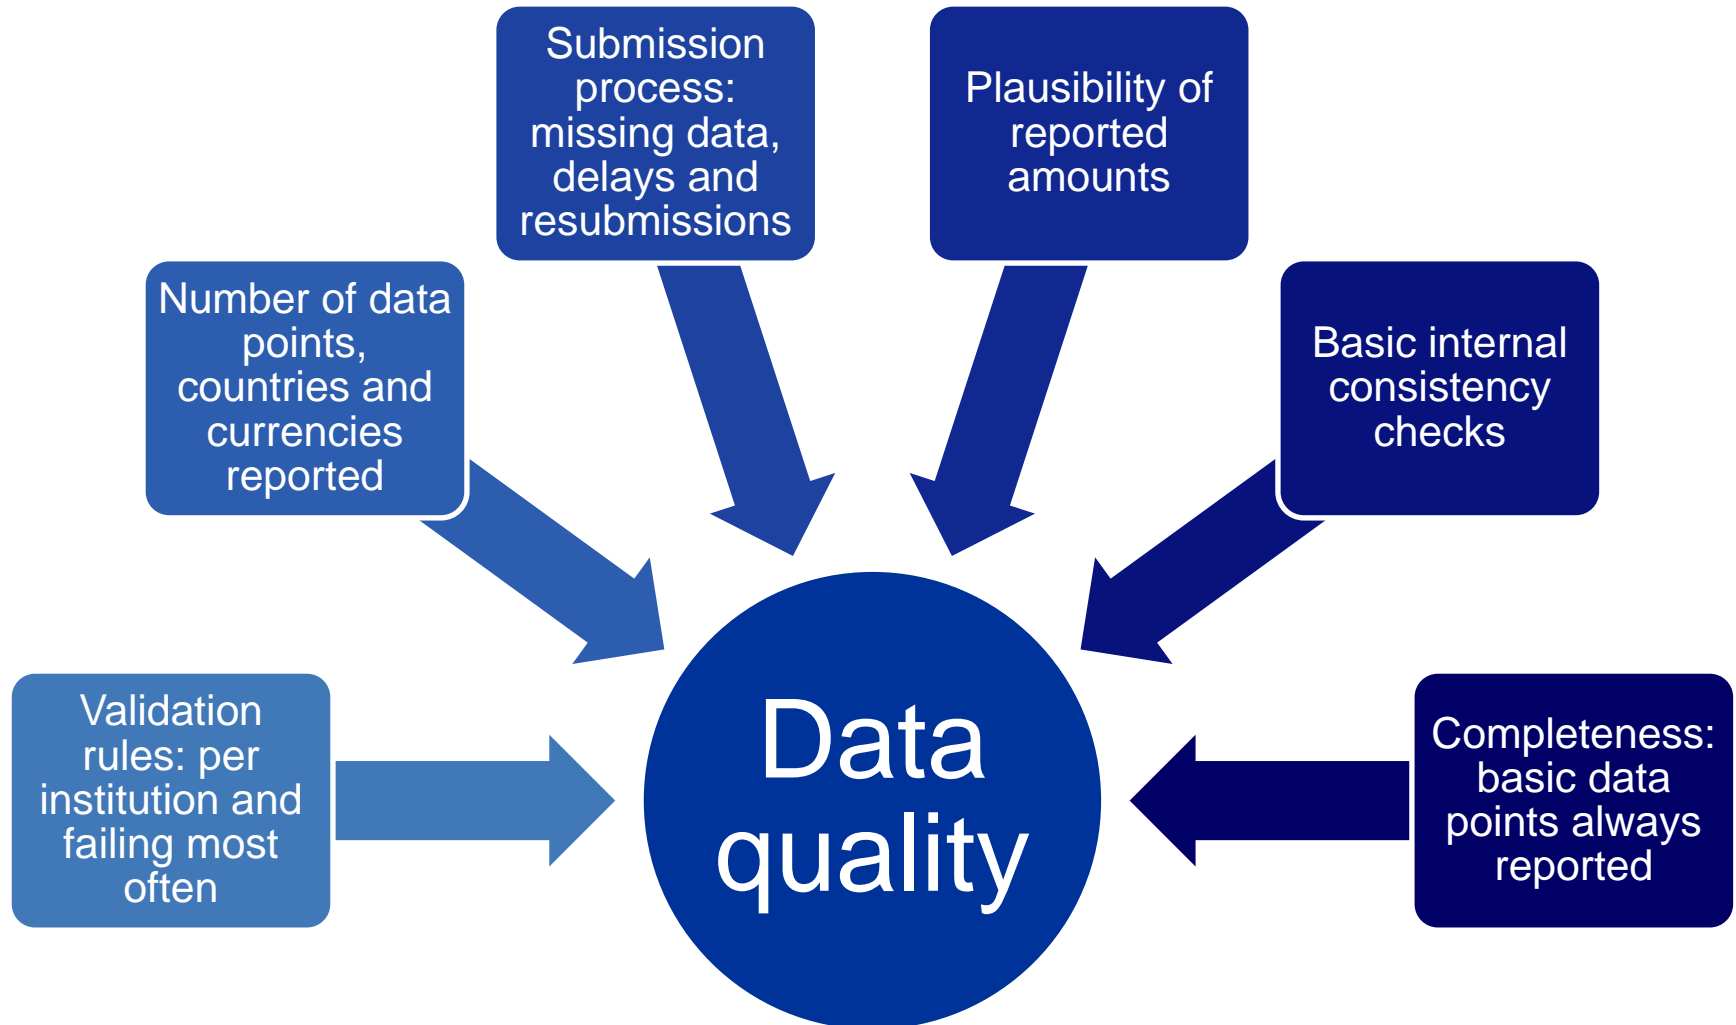 Submission
process:
missing data,
delays and
resubmissions
Plausibility of
reported
amounts
Number of data
points,
countries and
currencies
reported
Basic internal
consistency
checks
Validation
rules: per
institution and
failing most
often
Data
quality
Completeness:
basic data
points always
reported